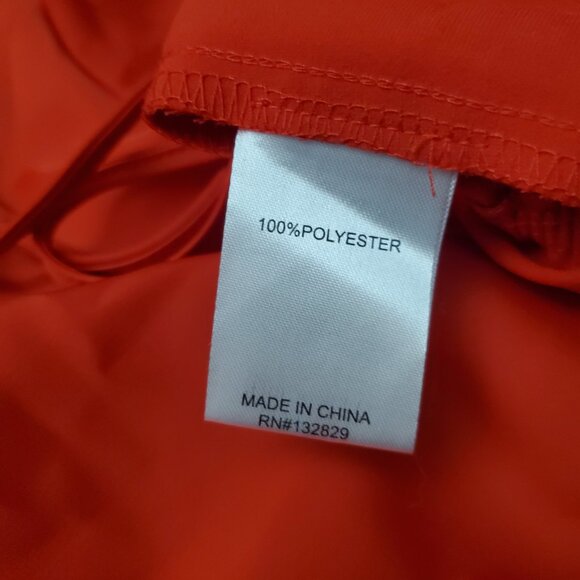 100%POLYESTER
MADE IN CHINA
RN#132829